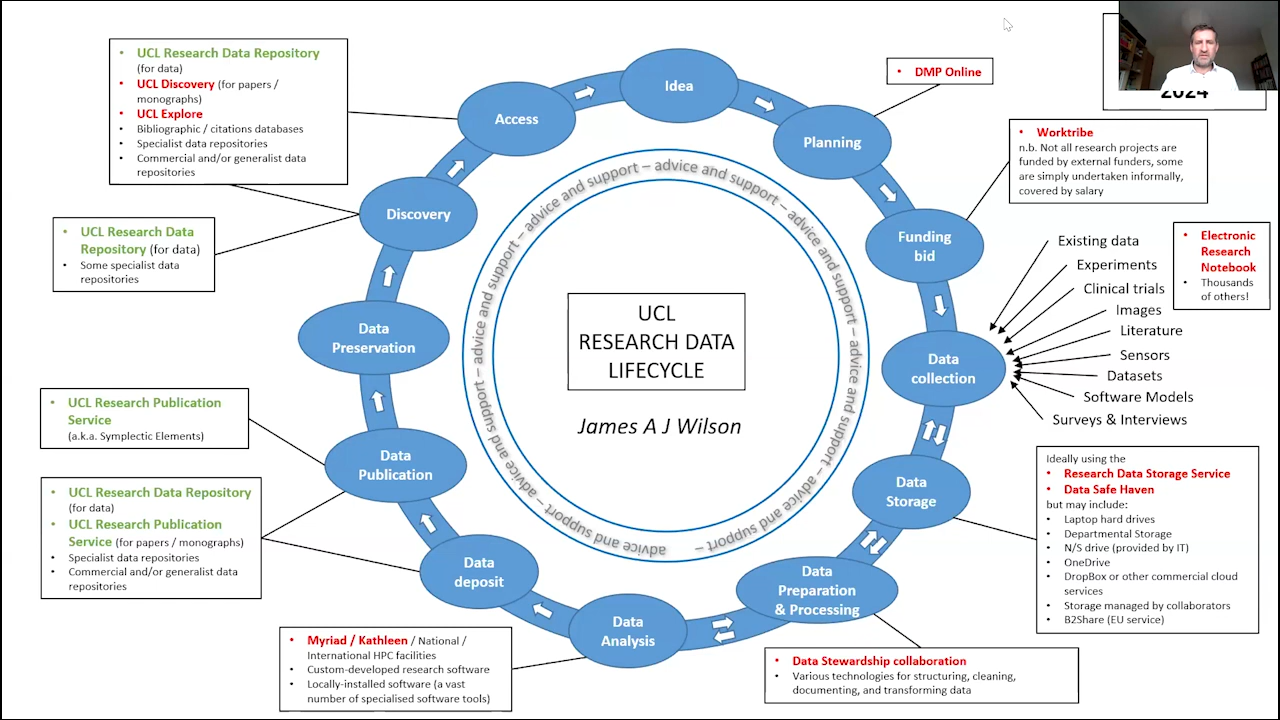 • UCL Research Data Repository
(for data)
• UCL Discovery (for papers /
monographs)
• UCL Explore
• Bibliographic / citations databases
• Specialist data repositories
• Commercial and/or generalist data
repositories
• UCL Research Data
Repository (for data)
• Some specialist data
repositories
• UCL Research Publication
Service
(a.k.a. Symplectic Elements)
• UCL Research Data Repository
(for data)
• UCL Research Publication
Service (for papers / monographs)
• Specialist data repositories
• Commercial and/or generalist data
repositories
• Myriad / Kathleen / National /
International HPC facilities
• Custom-developed research software
• Locally-installed software (a vast
number of specialised software tools)
Idea
Planning
Funding
bid
Data
collection
Data
Storage
Data
Preparation
& Processing
Data
Analysis
Data
deposit
Data
Publication
Data
Preservation
Discovery
Access
advice and support – advice and support – advice and support – advice and support – advice and support – advice and support – advice and support – advice and support – advice and support –
UCL
RESEARCH DATA
LIFECYCLE
James A J Wilson
• DMP Online
2024
• Worktribe
n.b. Not all research projects are
funded by external funders, some
are simply undertaken informally,
covered by salary
Existing data
Experiments
Clinical trials
Images
Literature
Sensors
Datasets
Software Models
Surveys & Interviews
• Electronic
Research
Notebook
• Thousands
of others!
Ideally using the
• Research Data Storage Service
• Data Safe Haven
but may include:
• Laptop hard drives
• Departmental Storage
• N/S drive (provided by IT)
• OneDrive
• DropBox or other commercial cloud
services
• Storage managed by collaborators
• B2Share (EU service)
• Data Stewardship collaboration
• Various technologies for structuring, cleaning,
documenting, and transforming data